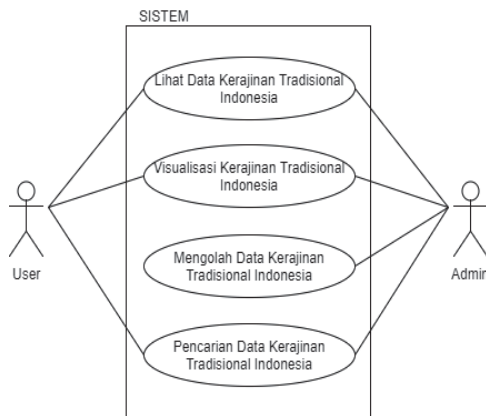 SISTEM
Lihat Data Kerajinan Tradisional
Indonesia
Visualisasi Kerajinan Tradisional
Indonesia
User
Admin
Mengolah Data Kerajinan
Tradisional Indonesia
Pencarian Data Kerajinan
Tradisional Indonesia